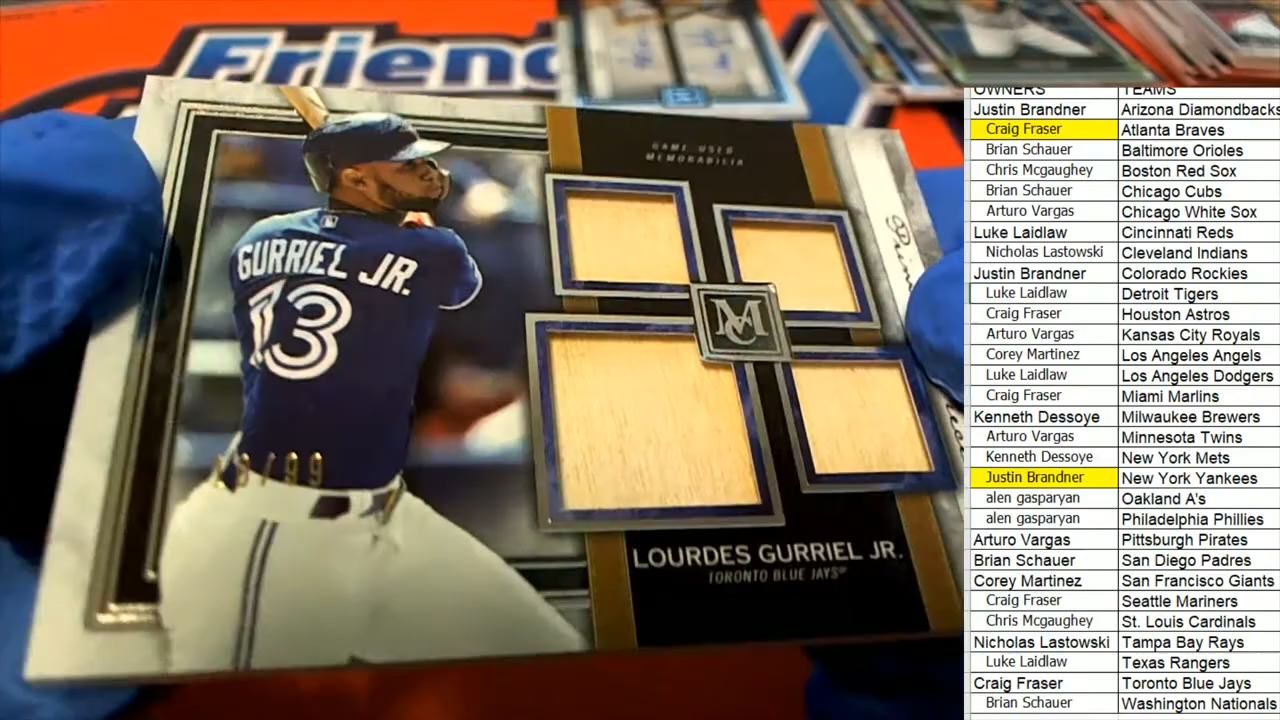 Friend
GAME USED
MEMORABILIA
GURRIEL JR.
13
MC
LOURDES GURRIEL JR.
TORONTO BLUE JAYS
OWNERS TEAMS
Justin Brandner Arizona Diamondbacks
Craig Fraser Atlanta Braves
Brian Schauer Baltimore Orioles
Chris Mcgaughey Boston Red Sox
Brian Schauer Chicago Cubs
Arturo Vargas Chicago White Sox
Luke Laidlaw Cincinnati Reds
Nicholas Lastowski Cleveland Indians
Justin Brandner Colorado Rockies
Luke Laidlaw Detroit Tigers
Craig Fraser Houston Astros
Arturo Vargas Kansas City Royals
Corey Martinez Los Angeles Angels
Luke Laidlaw Los Angeles Dodgers
Craig Fraser Miami Marlins
Kenneth Dessoye Milwaukee Brewers
Arturo Vargas Minnesota Twins
Kenneth Dessoye New York Mets
Justin Brandner New York Yankees
alen gasparyan Oakland A's
alen gasparyan Philadelphia Phillies
Arturo Vargas Pittsburgh Pirates
Brian Schauer San Diego Padres
Corey Martinez San Francisco Giants
Craig Fraser Seattle Mariners
Chris Mcgaughey St. Louis Cardinals
Nicholas Lastowski Tampa Bay Rays
Luke Laidlaw Texas Rangers
Craig Fraser Toronto Blue Jays
Brian Schauer Washington Nationals